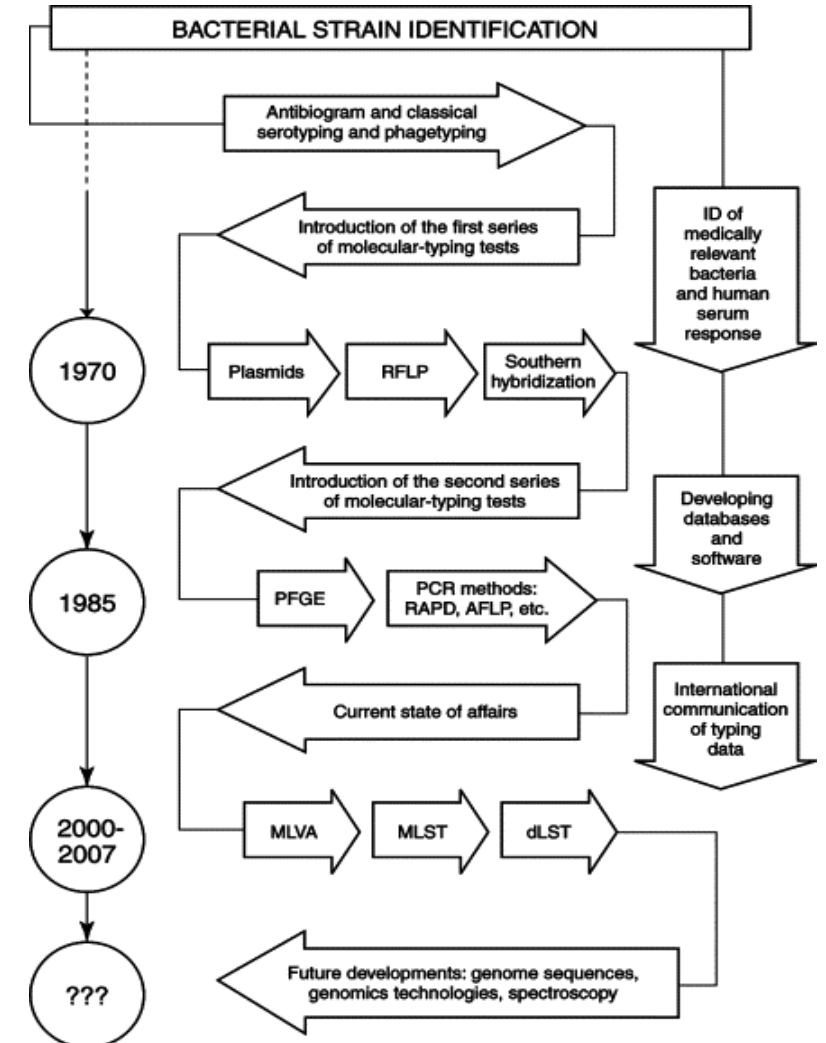 BACTERIAL STRAIN IDENTIFICATION
Antibiogram and classical
serotyping and phagetyping
Introduction of the first series
of molecular-typing tests
ID of
medically
relevant
bacteria
and human
serum
response
1970
Plasmids
RFLP
Southern
hybridization
Introduction of the second series
of molecular-typing tests
Developing
databases
and
software
1985
PFGE
PCR methods:
RAPD, AFLP, etc.
Current state of affairs
International
communication
of typing
data
2000-
2007
MLVA
MLST
dLST
Future developments: genome sequences,
genomics technologies, spectroscopy
???